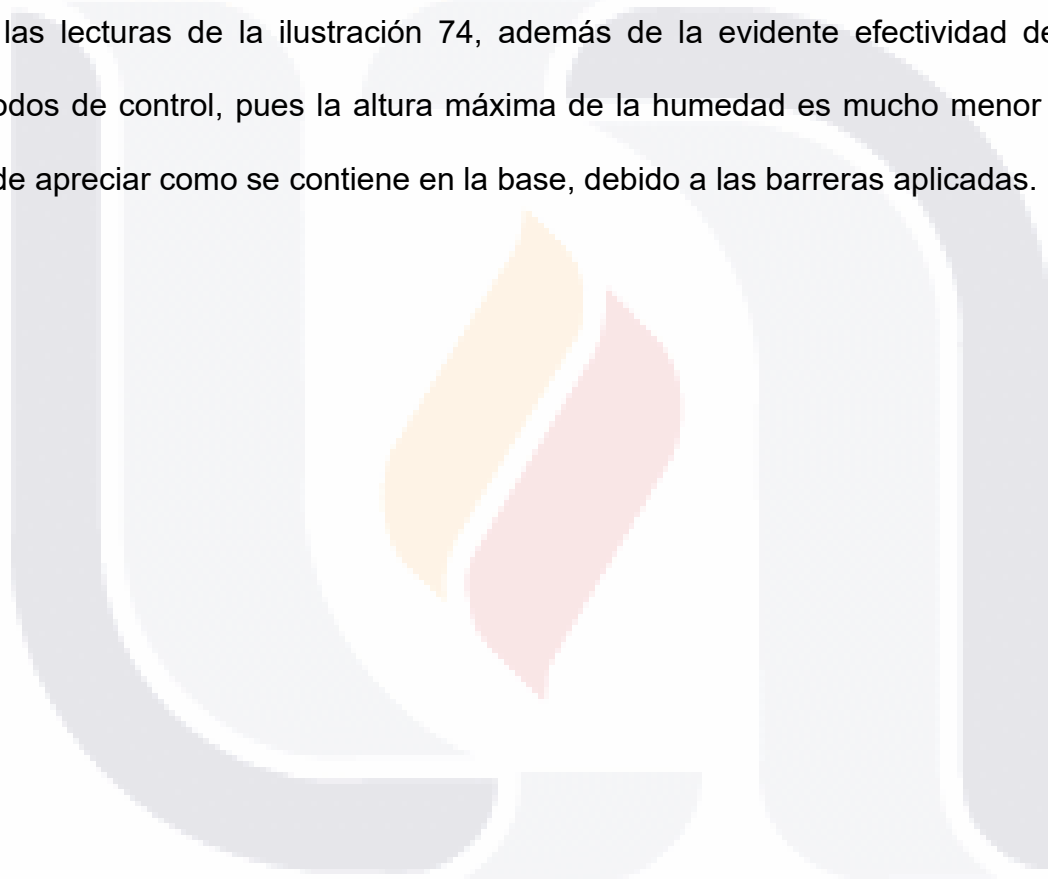 las lecturas de la ilustración 74, además de la evidente efectividad de
odos de control, pues la altura máxima de la humedad es mucho menor
de apreciar como se contiene en la base, debido a las barreras aplicadas.